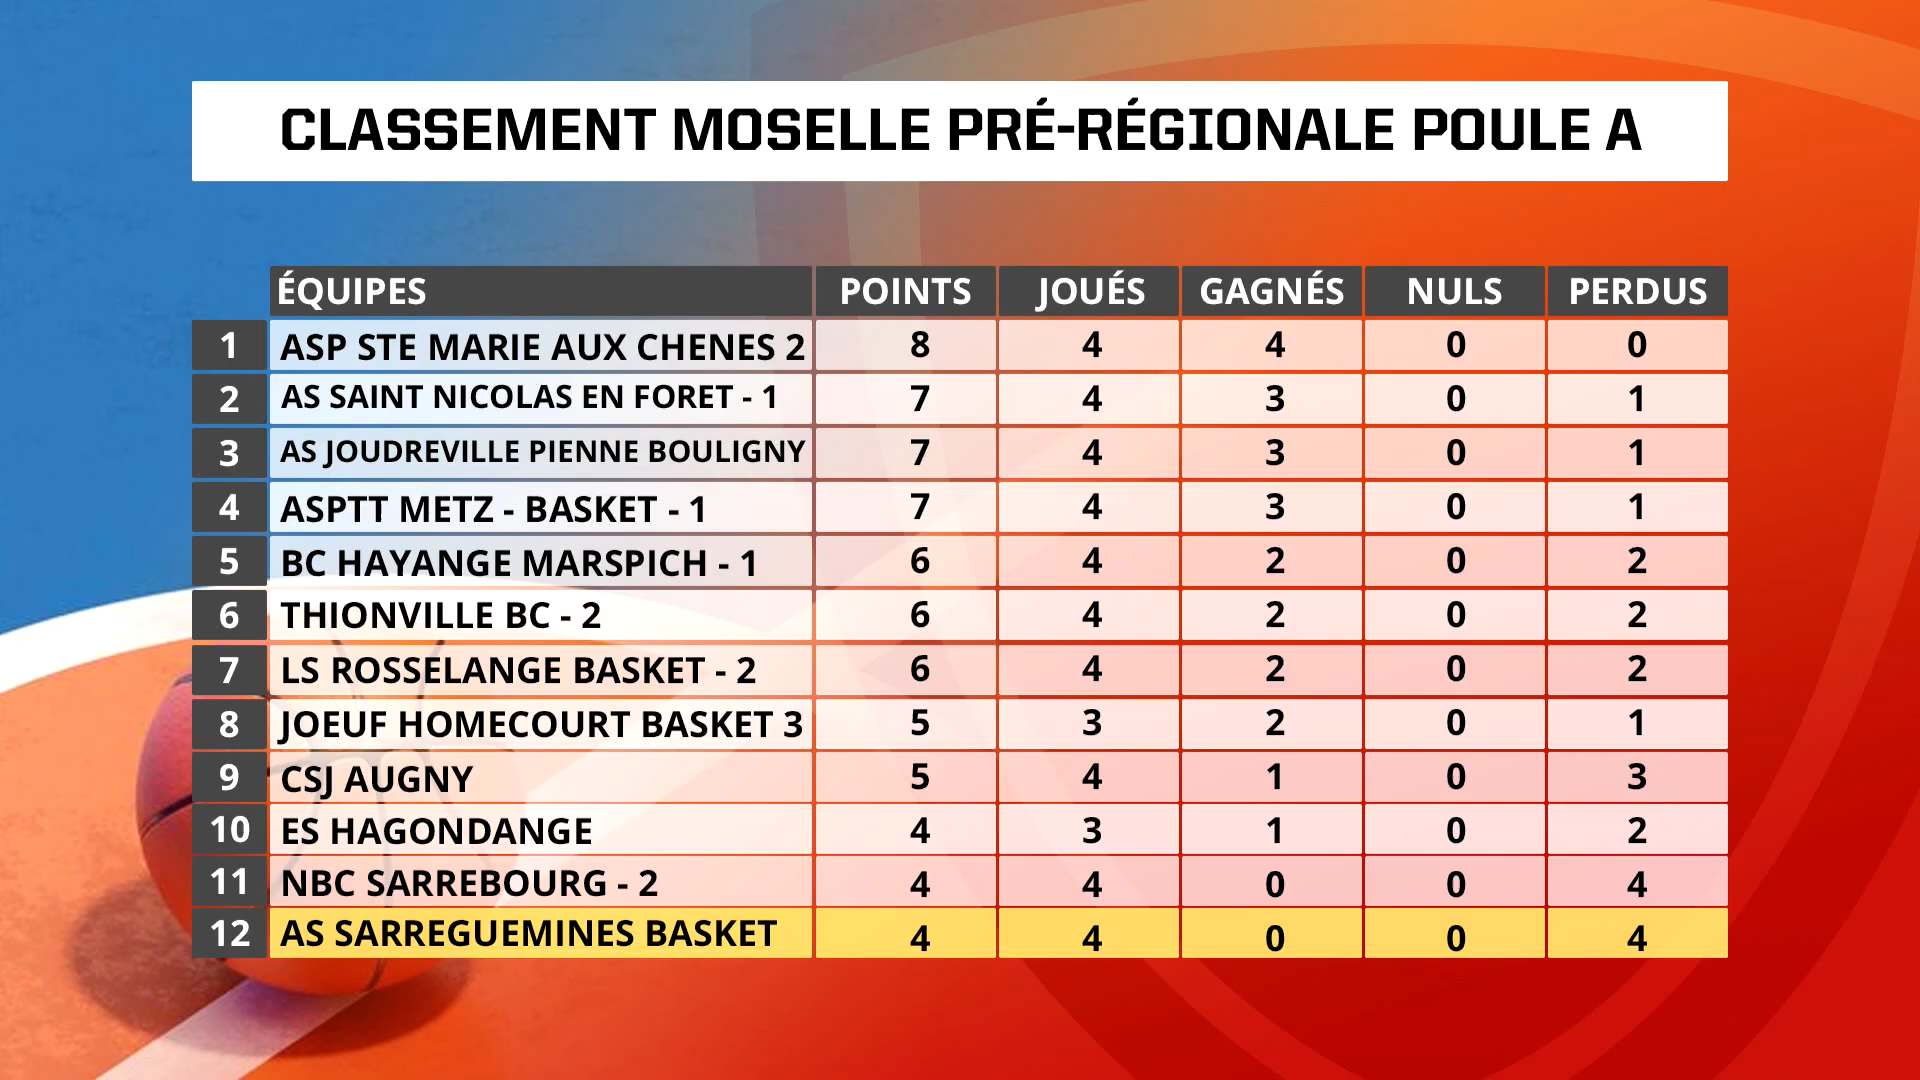 CLASSEMENT MOSELLE PRÉ-RÉGIONALE POULE A
ÉQUIPES POINTS JOUÉS GAGNÉS NULS PERDUS
1 ASP STE MARIE AUX CHENES 2 8 4 4 0 0
2 AS SAINT NICOLAS EN FORET - 1 7 4 3 0 1
3 AS JOUDREVILLE PIENNE BOULIGNY 7 4 3 0 1
4 ASPTT METZ - BASKET - 1 7 4 3 0 1
5 BC HAYANGE MARSPICH - 1 6 4 2 0 2
6 THIONVILLE BC - 2 6 4 2 0 2
7 LS ROSSELANGE BASKET - 2 6 4 2 0 2
8 JOEUF HOMECOURT BASKET 3 5 3 2 0 1
9 CSJ AUGNY 5 4 1 0 3
10 ES HAGONDANGE 4 3 1 0 2
11 NBC SARREBOURG - 2 4 4 0 0 4
12 AS SARREGUEMINES BASKET 4 4 0 0 4